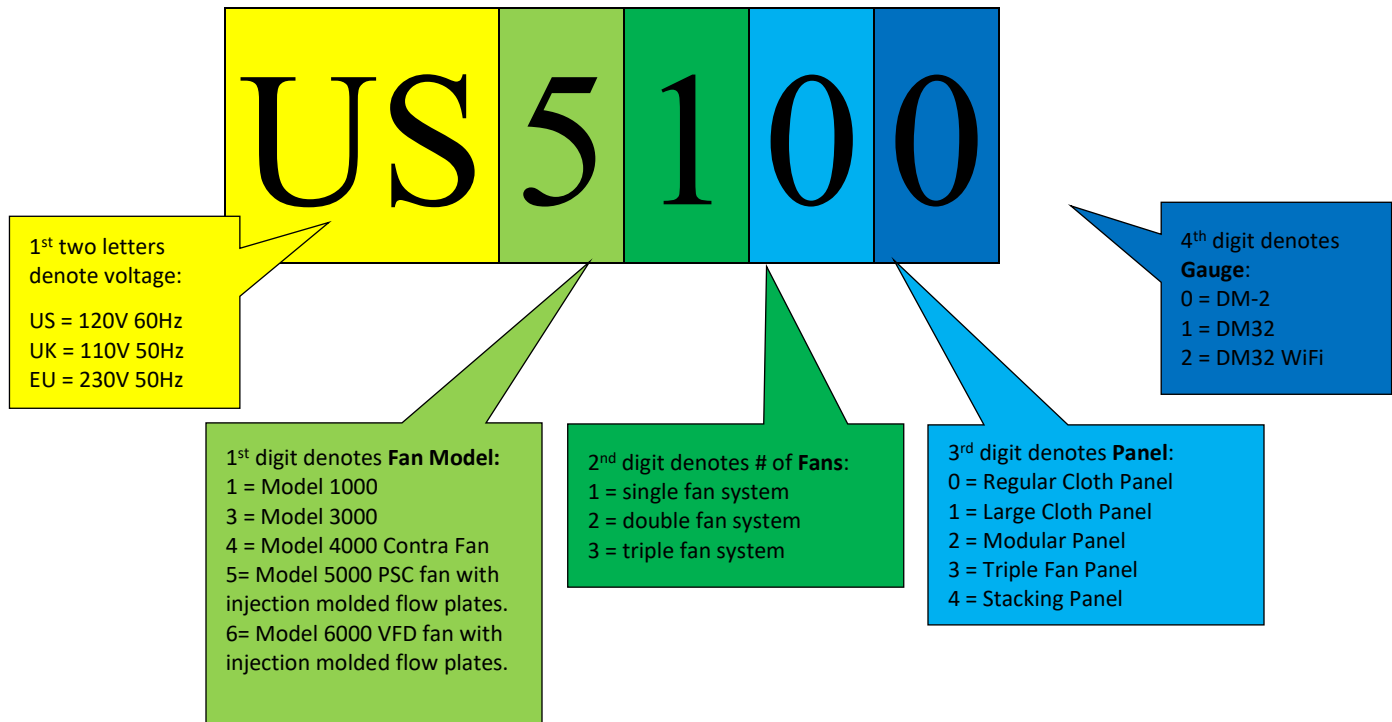 US5100
1st two letters
denote voltage:
US = 120V 60Hz
UK = 110V 50Hz
EU = 230V 50Hz
1st digit denotes Fan Model:
1 = Model 1000
3 = Model 3000
4 = Model 4000 Contra Fan
5= Model 5000 PSC fan with
injection molded flow plates.
6= Model 6000 VFD fan with
injection molded flow plates.
2nd digit denotes # of Fans:
1 = single fan system
2 = double fan system
3 = triple fan system
3rd digit denotes Panel:
0 = Regular Cloth Panel
1 = Large Cloth Panel
2 = Modular Panel
3 = Triple Fan Panel
4 = Stacking Panel
4th digit denotes
Gauge:
0 = DM-2
1 = DM32
2 = DM32 WiFi